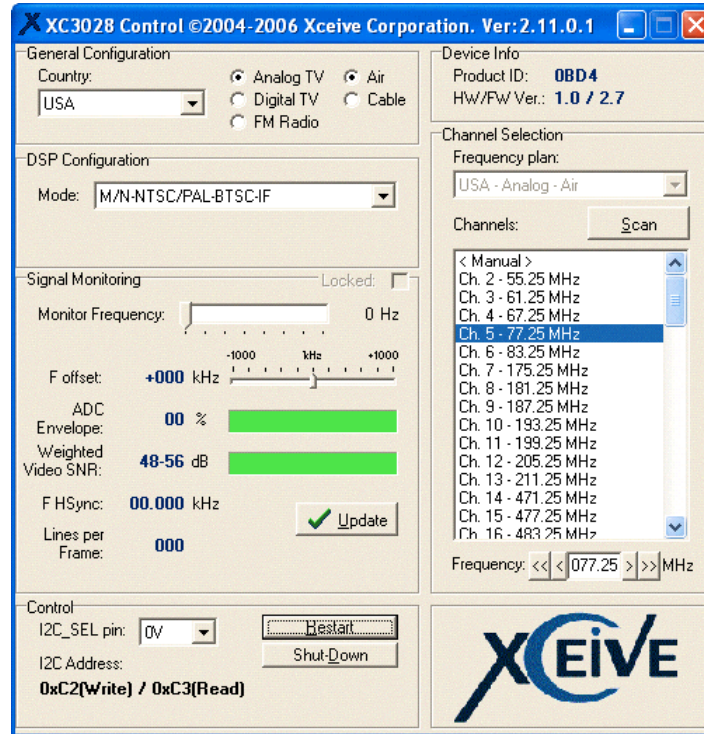 XC3028 Control ©2004-2006 Xceive Corporation. Ver:2.11.0.1
General Configuration
Country:
USA
Analog TV
Air
Digital TV
Cable
FM Radio
Device Info
Product ID: 0BD4
HW/FW Ver.: 1.0 / 2.7
DSP Configuration
Mode: M/N-NTSC/PAL-BTSC-IF
Channel Selection
Frequency plan:
USA - Analog - Air
Channels:
Scan
< Manual >
Ch. 2 - 55.25 MHz
Ch. 3 - 61.25 MHz
Ch. 4 - 67.25 MHz
Ch. 5 - 77.25 MHz
Ch. 6 - 83.25 MHz
Ch. 7 - 175.25 MHz
Ch. 8 - 181.25 MHz
Ch. 9 - 187.25 MHz
Ch. 10 - 193.25 MHz
Ch. 11 - 199.25 MHz
Ch. 12 - 205.25 MHz
Ch. 13 - 211.25 MHz
Ch. 14 - 471.25 MHz
Ch. 15 - 477.25 MHz
Ch. 16 - 483.25 MHz
Frequency: << < 077.25 > >> MHz
Signal Monitoring
Locked:
Monitor Frequency: 0 Hz
-1000 kHz +1000
F offset: +000 kHz
ADC
Envelope: 00 %
Weighted
Video SNR: 48-56 dB
F HSync: 00.000 kHz
Update
Lines per
Frame: 000
Control
I2C_SEL pin: 0V
Restart
Shut-Down
I2C Address:
0xC2(Write) / 0xC3(Read)
XCEIVE